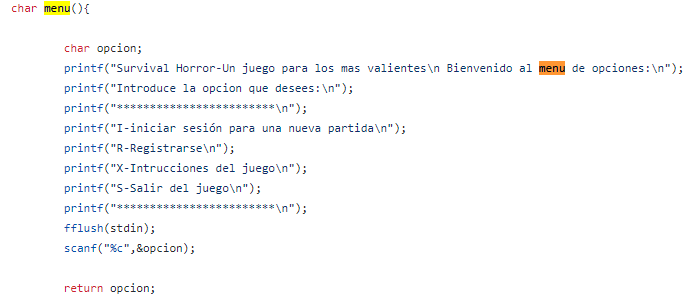 char menu(){
char opcion;
printf("Survival Horror-Un juego para los mas valientes\n Bienvenido al menu de opciones:\n");
printf("Introduce la opcion que desees:\n");
printf("************************\n");
printf("I-iniciar sesión para una nueva partida\n");
printf("R-Registrarse\n");
printf("X-Intrucciones del juego\n");
printf("S-Salir del juego\n");
printf("************************\n");
fflush(stdin);
scanf("%c",&opcion);
return opcion;